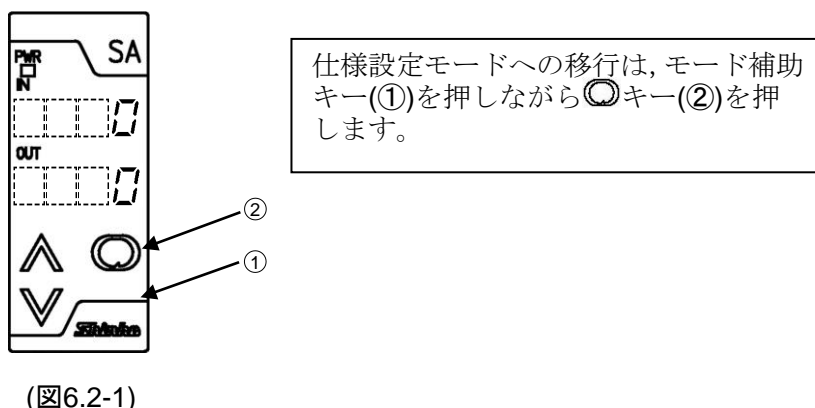 PWR
SA
IN
0
OUT
0
②
①
Shinko
仕様設定モードへの移行は，モード補助
キー(①)を押しながらキー(②)を押
します。
(図6.2-1)